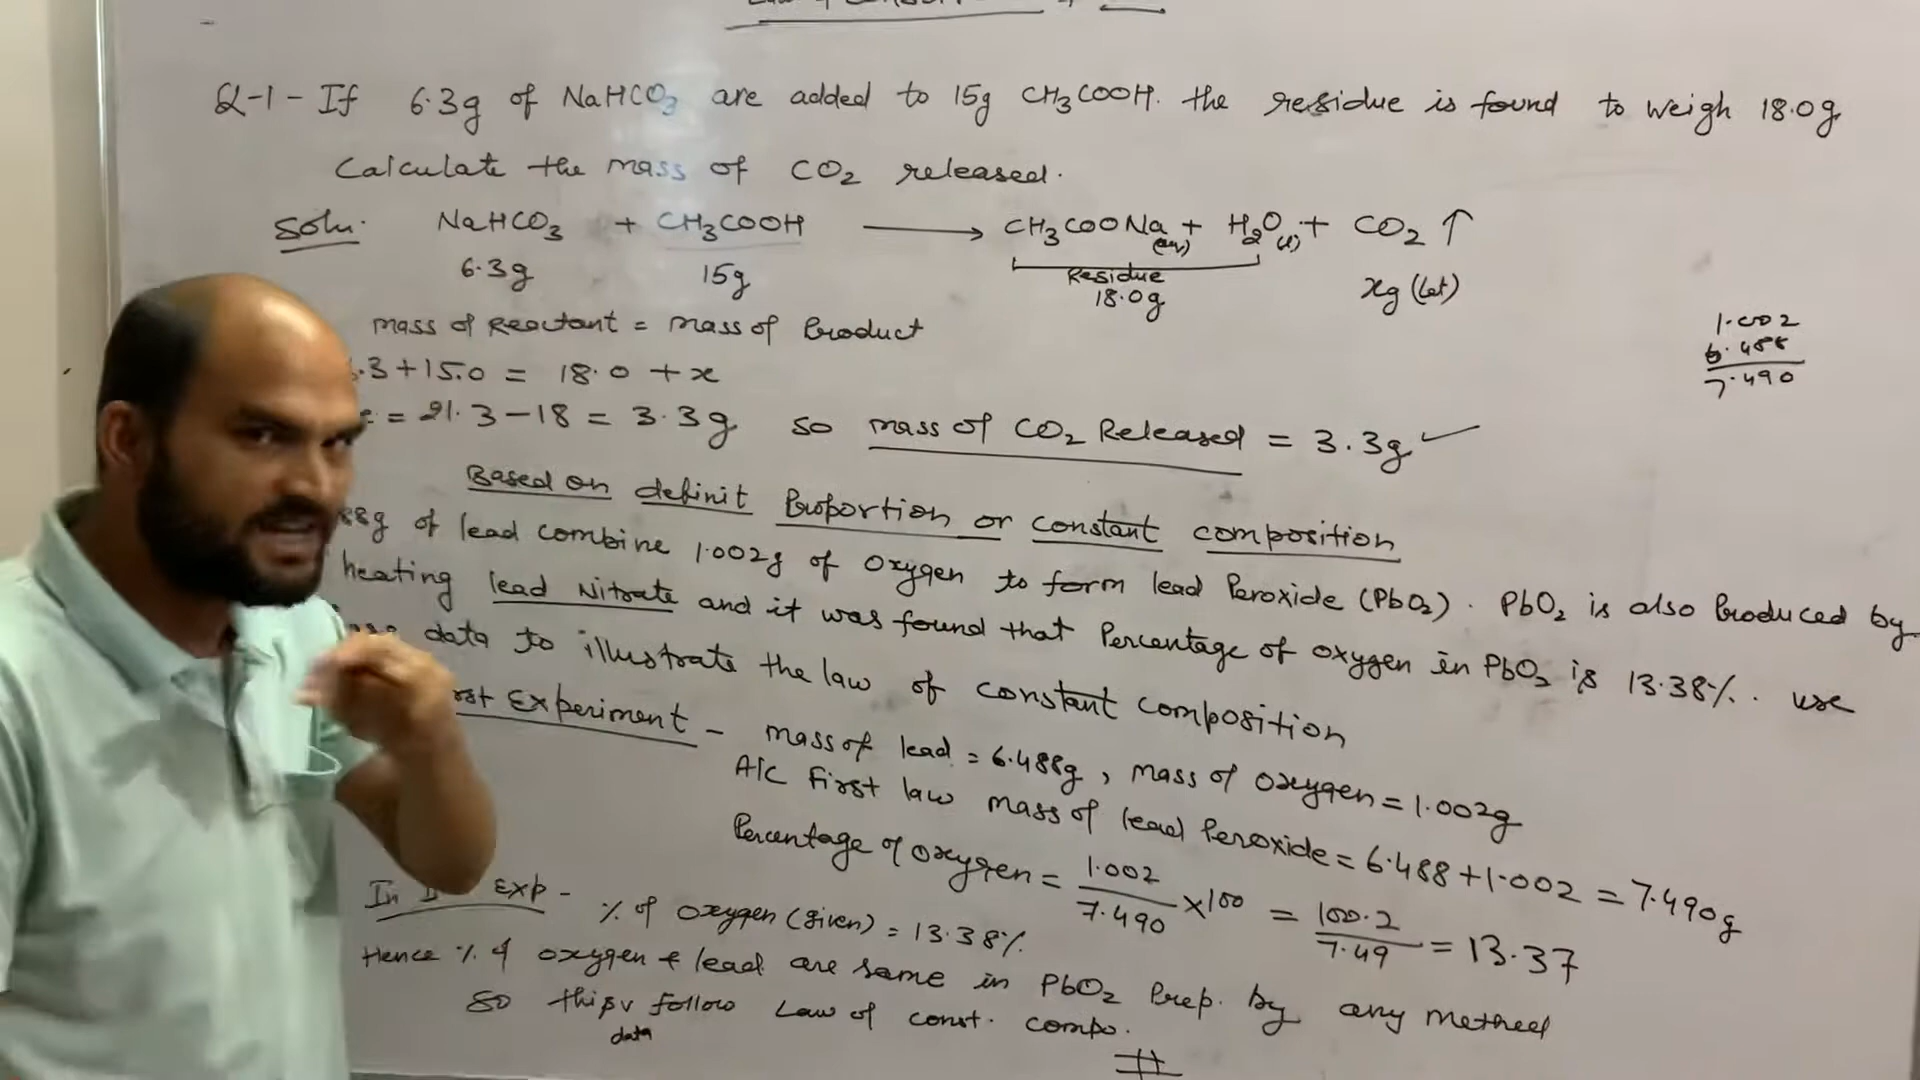 Q-1- If 6.3g of NaHCO3 are added to 15g CH3COOH. the residue is found to weigh 18.0g
Calculate the mass of CO2 released.
Soln. NaHCO3 + CH3COOH → CH3COONa (aq) + H2O (l) + CO2 ↑
6.3g 15g Residue 18.0g xg (let)
mass of Reactant = mass of Product
.3+15.0 = 18.0 + x
= 21.3-18 = 3.3g so mass of CO2 Released = 3.3g ✓
1.002
6.488
7.490
Based on definit Proportion or constant composition
88g of lead combine 1.002g of oxygen to form lead Peroxide (PbO2). PbO2 is also Produced by
heating lead Nitrate and it was found that Percentage of oxygen in PbO2 is 13.38%. use
data to illustrate the law of constant composition
rst Experiment - mass of lead = 6.488g, mass of oxygen = 1.002g
A/C First law mass of lead Peroxide = 6.488+1.002 = 7.490g
Percentage of oxygen = 1.002/7.490 ×100 = 100.2/7.49 = 13.37
In Exp - % of oxygen (given) = 13.38%
Hence % of oxygen & lead are same in PbO2 Prep. by any method
so this data follow Law of const. compo.